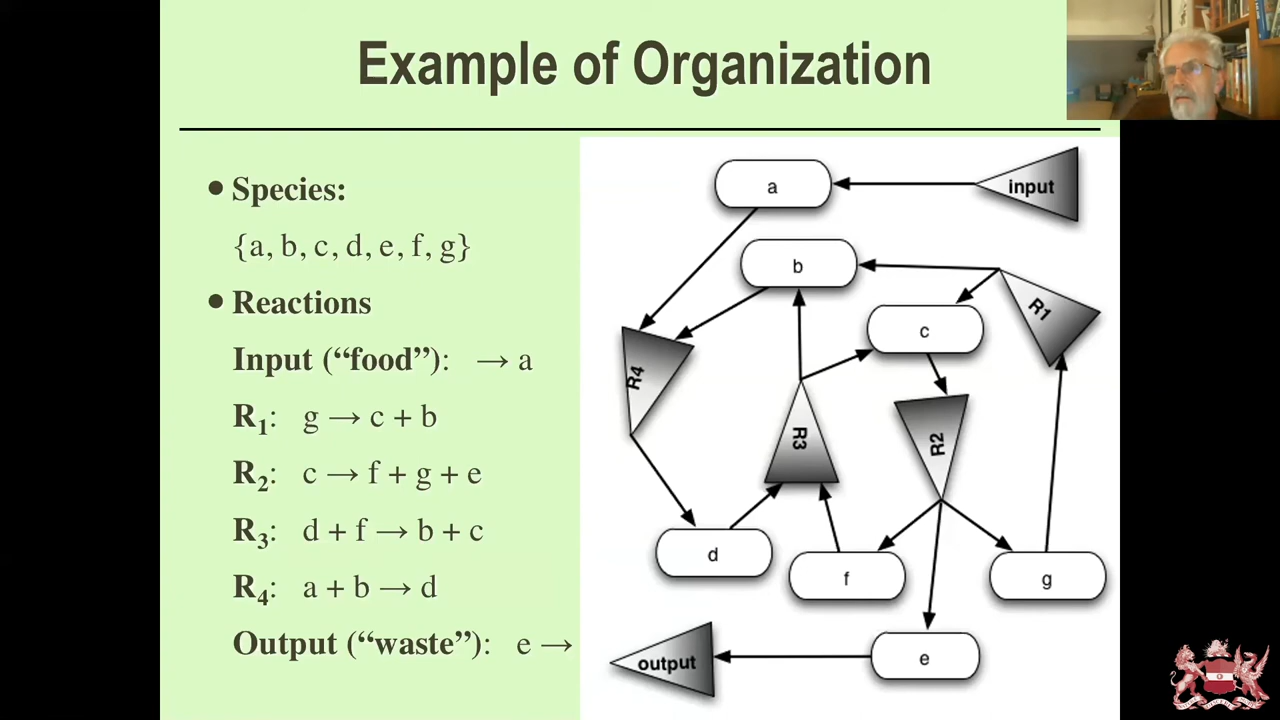 Example of Organization
• Species:
{a, b, c, d, e, f, g}
• Reactions
Input (“food”): → a
R1: g → c + b
R2: c → f + g + e
R3: d + f → b + c
R4: a + b → d
Output (“waste”): e →
a
input
b
c
R1
R4
R3
R2
d
f
g
e
output